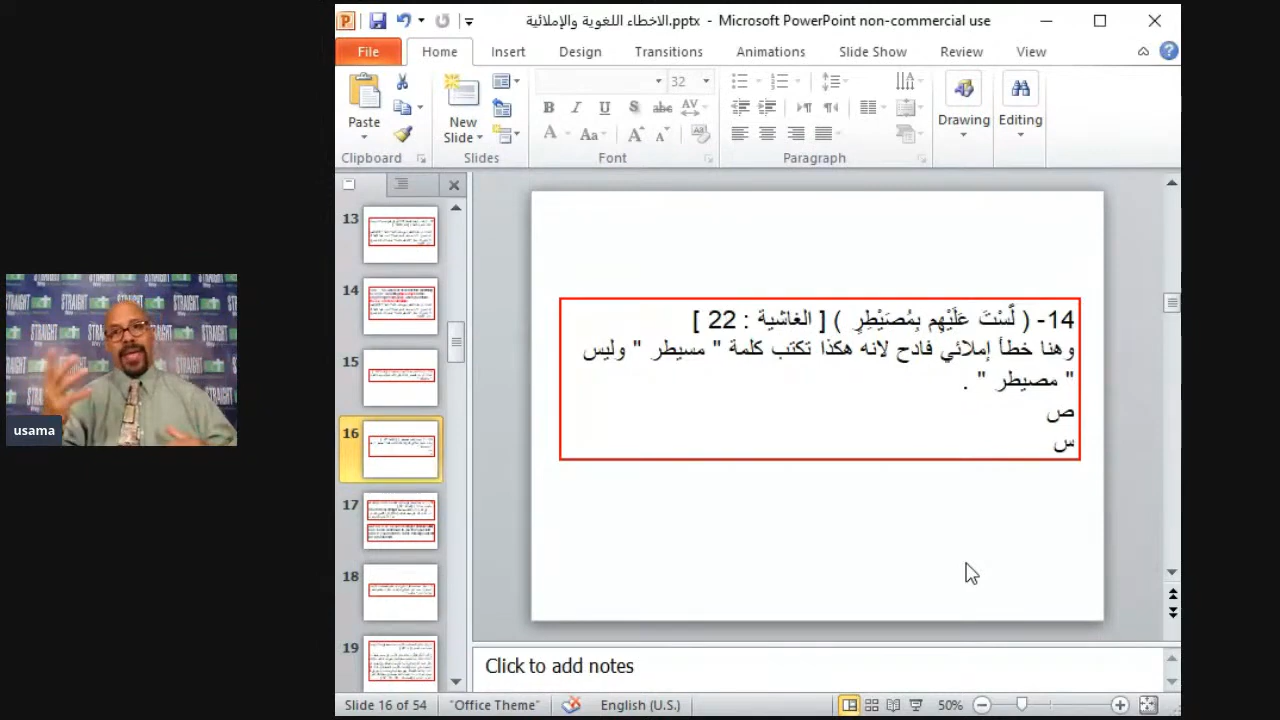 الاخطاء اللغوية والإملائية.pptx - Microsoft PowerPoint non-commercial use
File Home Insert Design Transitions Animations Slide Show Review View
32
Paste
New Slide
Drawing
Editing
Clipboard Slides Font Paragraph
13
14
15
16
17
18
19
14- ( لَّسْتَ عَلَيْهِم بِمُصَيْطِرٍ ) [ الغاشية : 22 ]
وهنا خطأ إملائي فادح لانه هكذا تكتب كلمة " مسيطر " وليس
" مصيطر " .
ص
س
STRAIGHT
usama
Click to add notes
Slide 16 of 54 "Office Theme" English (U.S.) 50%